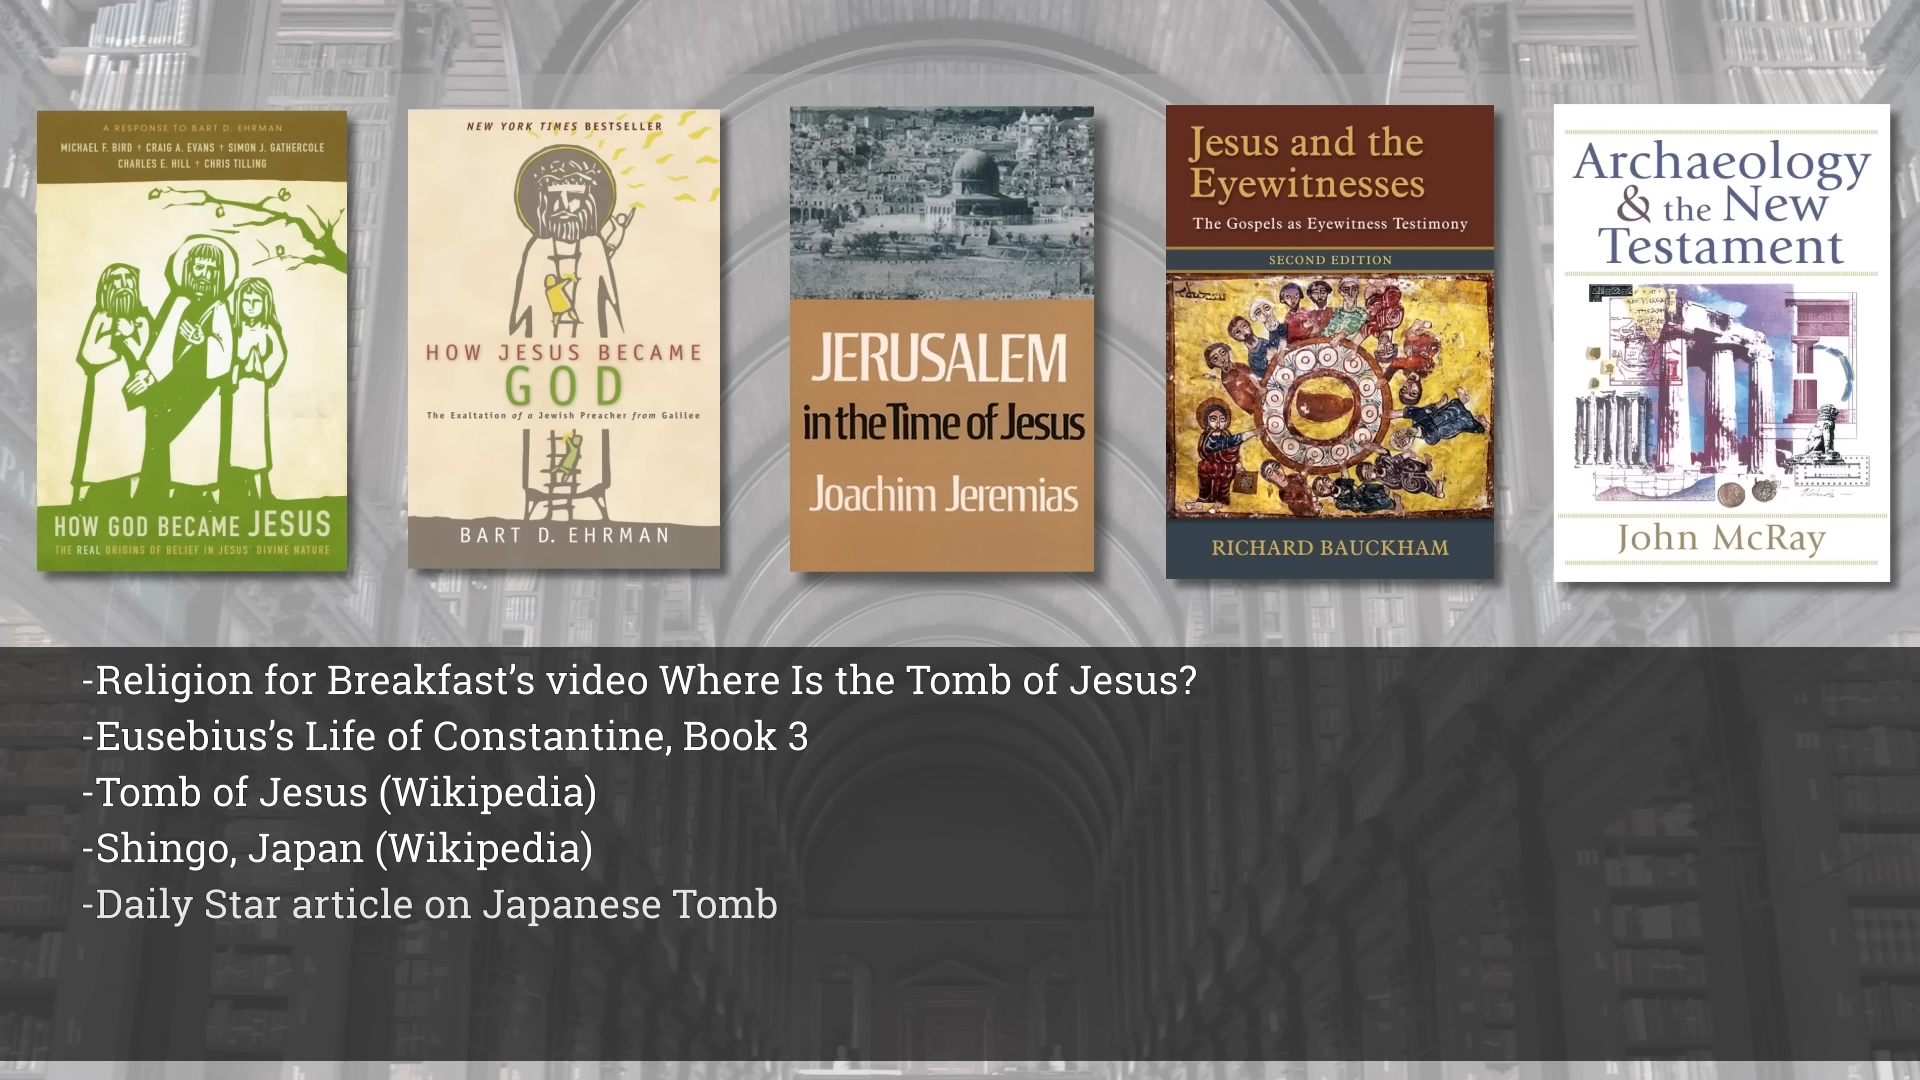 A RESPONSE TO BART D. EHRMAN
MICHAEL F. BIRD + CRAIG A. EVANS + SIMON J. GATHERCOLE
CHARLES E. HILL + CHRIS TILLING
HOW GOD BECAME JESUS
THE REAL ORIGINS OF BELIEF IN JESUS' DIVINE NATURE
NEW YORK TIMES BESTSELLER
HOW JESUS BECAME
GOD
The Exaltation of a Jewish Preacher from Galilee
BART D. EHRMAN
JERUSALEM
in the Time of Jesus
Joachim Jeremias
Jesus and the
Eyewitnesses
The Gospels as Eyewitness Testimony
SECOND EDITION
RICHARD BAUCKHAM
Archaeology
& the New
Testament
John McRay
-Religion for Breakfast’s video Where Is the Tomb of Jesus?
-Eusebius’s Life of Constantine, Book 3
-Tomb of Jesus (Wikipedia)
-Shingo, Japan (Wikipedia)
-Daily Star article on Japanese Tomb